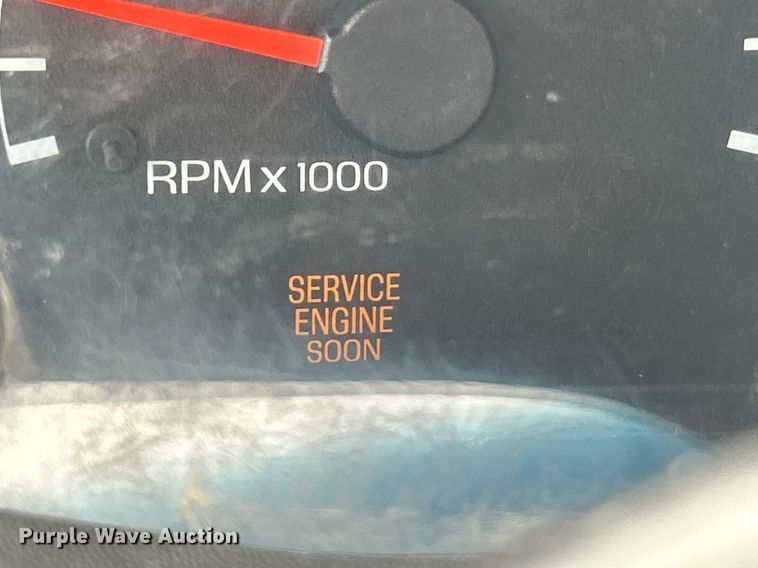 RPM x 1000
SERVICE
ENGINE
SOON
Purple Wave Auction